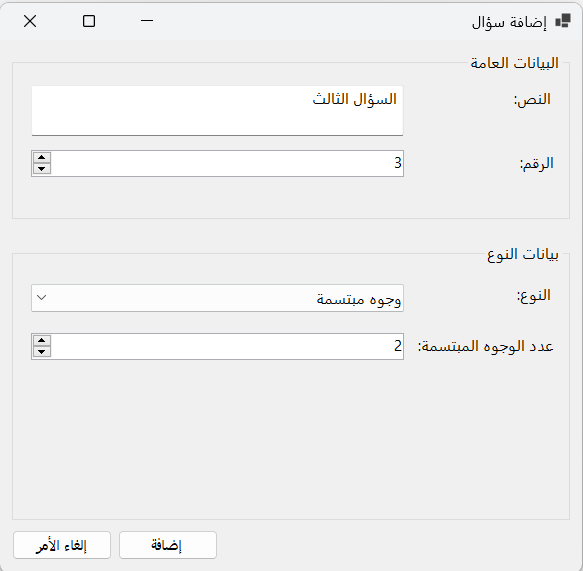 إضافة سؤال
البيانات العامة
النص:
السؤال الثالث
الرقم:
3
بيانات النوع
النوع:
وجوه مبتسمة
عدد الوجوه المبتسمة:
2
إضافة
إلغاء الأمر